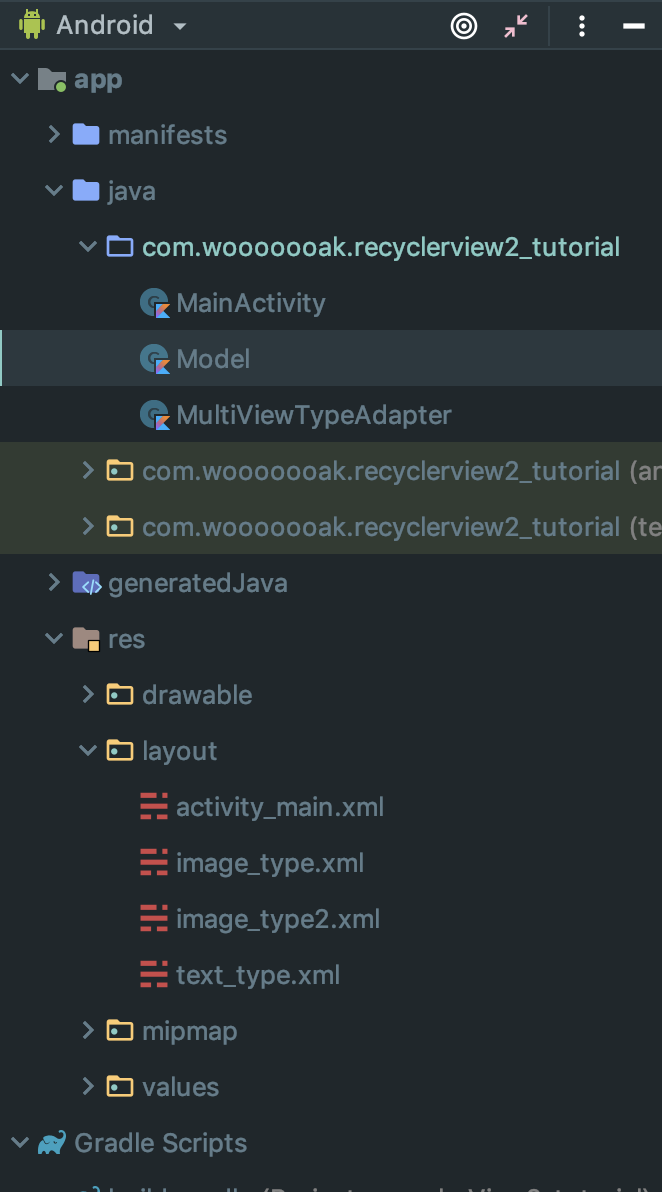 Android
app
manifests
java
com.wooooooak.recyclerview2_tutorial
MainActivity
Model
MultiViewTypeAdapter
com.wooooooak.recyclerview2_tutorial (an
com.wooooooak.recyclerview2_tutorial (te
generatedJava
res
drawable
layout
activity_main.xml
image_type.xml
image_type2.xml
text_type.xml
mipmap
values
Gradle Scripts